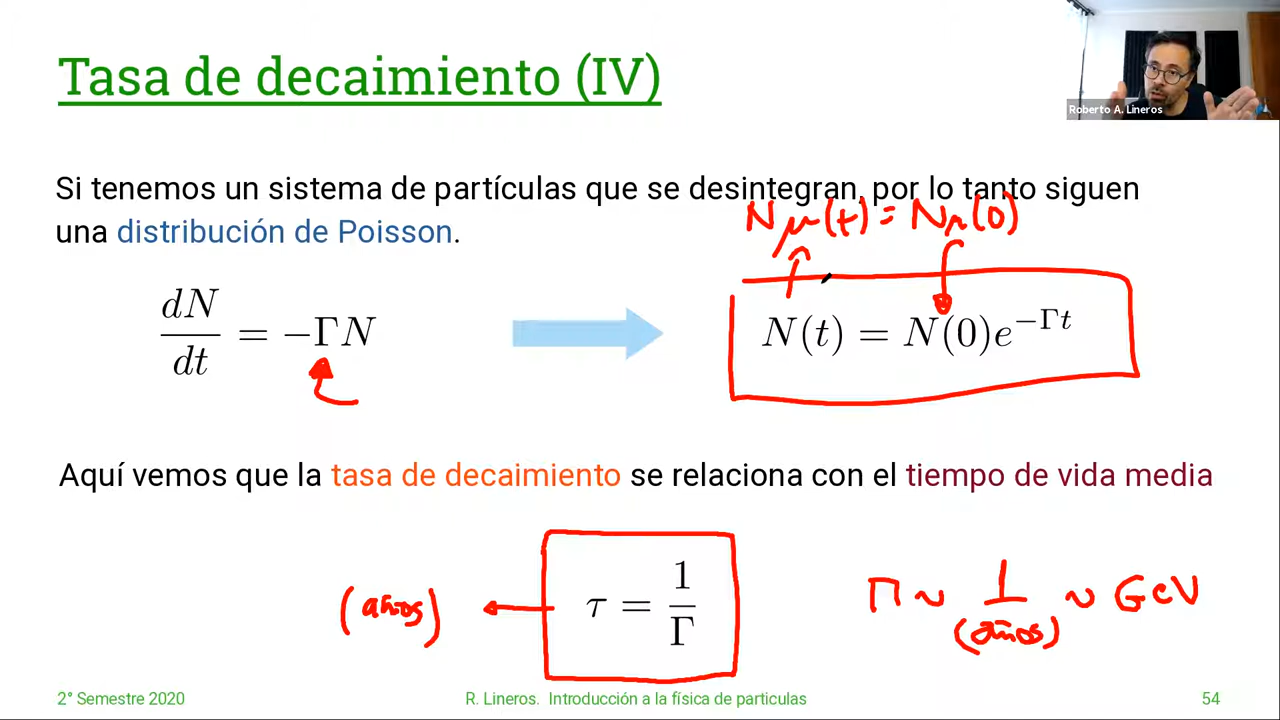 Tasa de decaimiento (IV)
Roberto A. Lineros
Si tenemos un sistema de partículas que se desintegran, por lo tanto siguen
una distribución de Poisson.
Nμ(t) = Nμ(0)
dN/dt = −ΓN
N(t) = N(0)e^{−Γt}
Aquí vemos que la tasa de decaimiento se relaciona con el tiempo de vida media
(años)
τ = 1/Γ
Γ ~ 1/(años) ~ GeV
2° Semestre 2020
R. Lineros. Introducción a la física de particulas
54